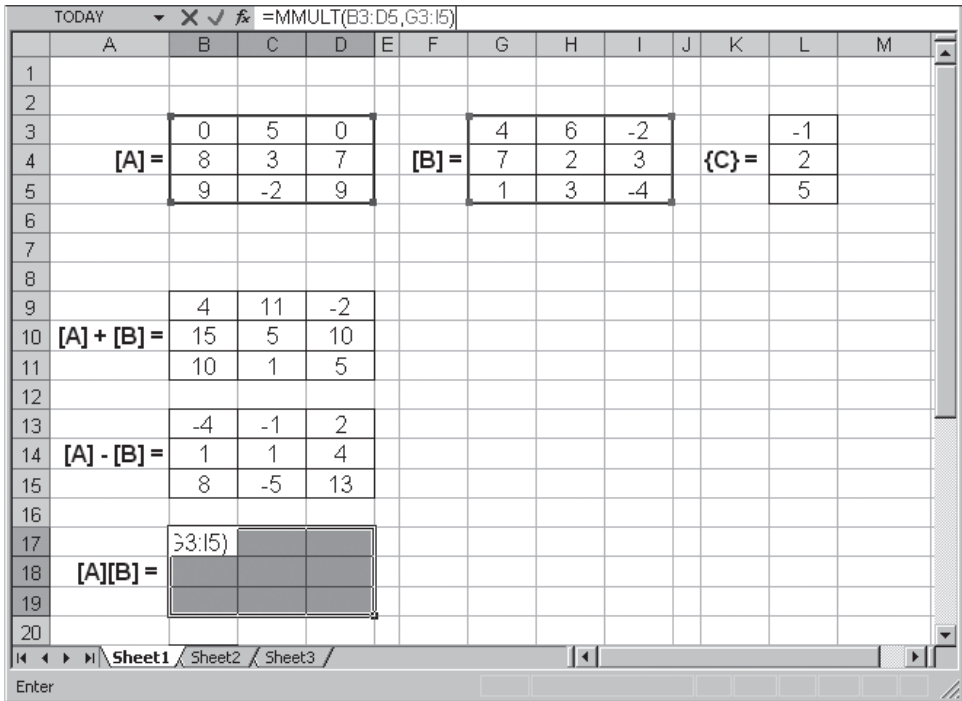 TODAY =MMULT(B3:D5,G3:I5)
A B C D E F G H I J K L M
1
2
3 0 5 0 4 6 -2 -1
4 [A] = 8 3 7 [B] = 7 2 3 {C} = 2
5 9 -2 9 1 3 -4 5
6
7
8
9 4 11 -2
10 [A] + [B] = 15 5 10
11 10 1 5
12
13 -4 -1 2
14 [A] - [B] = 1 1 4
15 8 -5 13
16
17 G3:I5)
18 [A][B] =
19
20
Sheet1 Sheet2 Sheet3
Enter